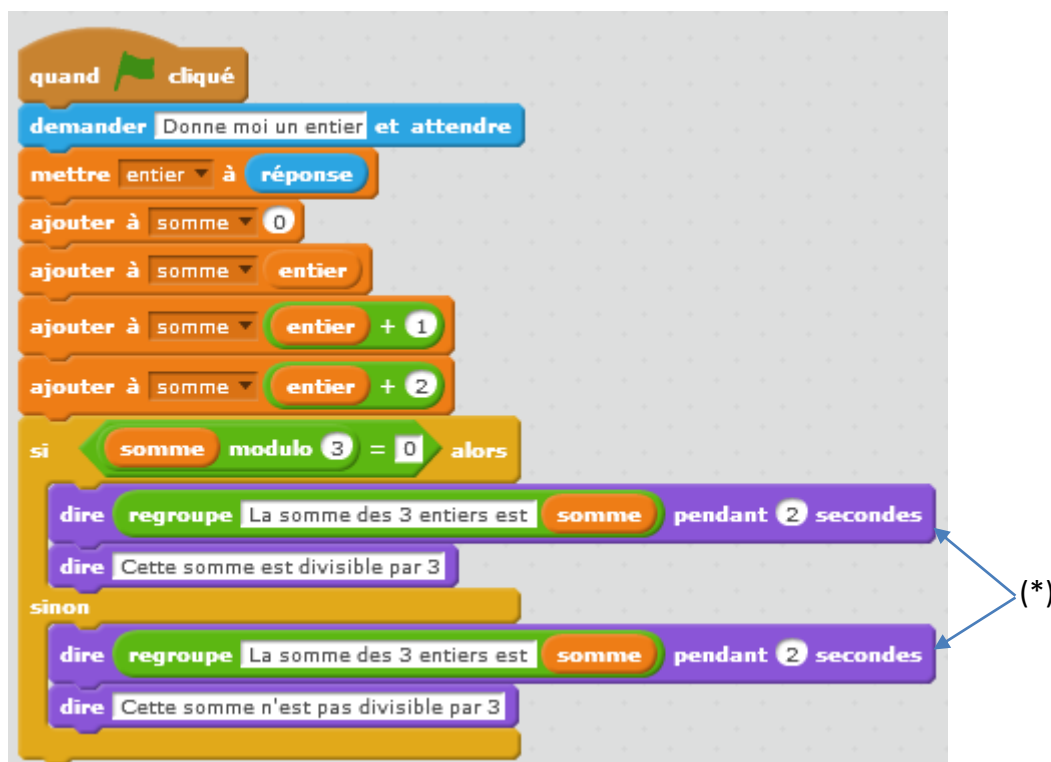 quand cliqué
demander Donne moi un entier et attendre
mettre entier à réponse
ajouter à somme 0
ajouter à somme entier
ajouter à somme entier + 1
ajouter à somme entier + 2
si somme modulo 3 = 0 alors
dire regroupe La somme des 3 entiers est somme pendant 2 secondes
dire Cette somme est divisible par 3
(*)
sinon
dire regroupe La somme des 3 entiers est somme pendant 2 secondes
dire Cette somme n'est pas divisible par 3